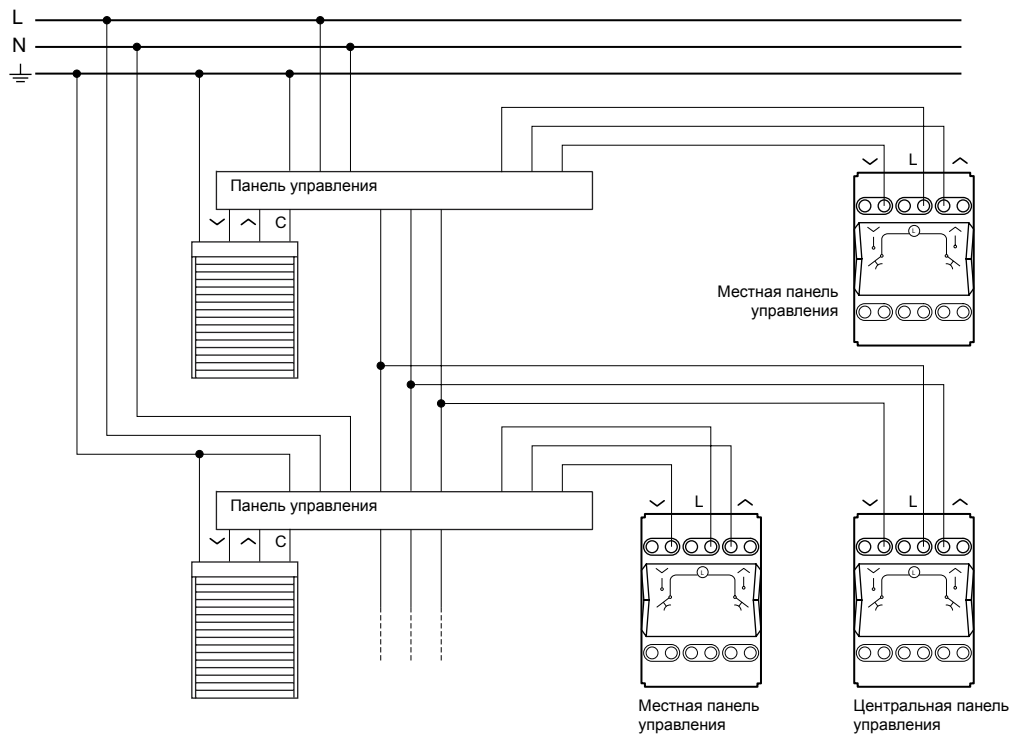 L
N
Панель управления
C
L
L
Местная панель
управления
Панель управления
C
L
L
L
L
Местная панель
управления
Центральная панель
управления